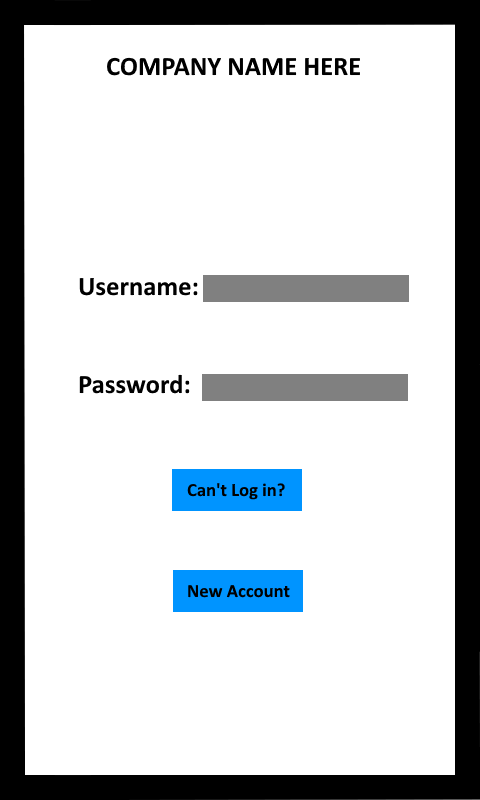 COMPANY NAME HERE
Username:
Password:
Can't Log in?
New Account